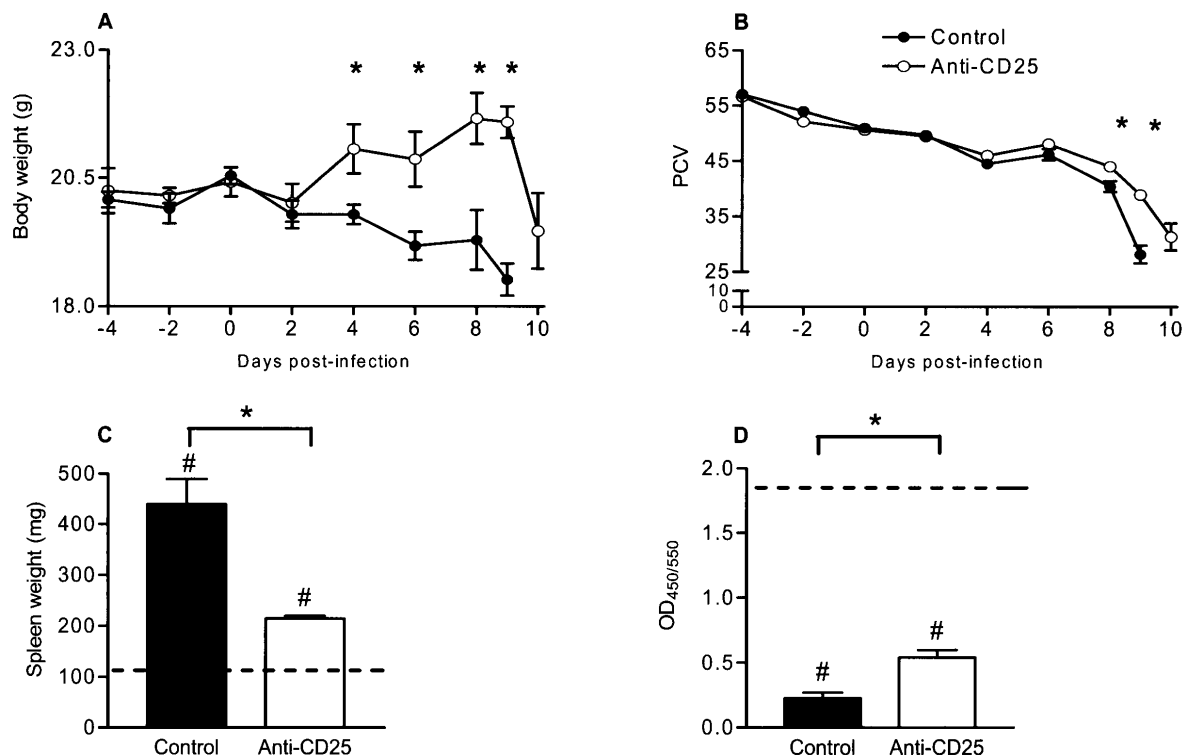 A
Body weight (g)
23.0
20.5
18.0
* * * *
-4 -2 0 2 4 6 8 10
Days post-infection
B
PCV
65
55
45
35
25
10
0
Control
Anti-CD25
* *
-4 -2 0 2 4 6 8 10
Days post-infection
C
Spleen weight (mg)
500
400
300
200
100
0
*
#
#
Control Anti-CD25
D
OD450/550
2.0
1.5
1.0
0.5
0.0
*
#
#
Control Anti-CD25